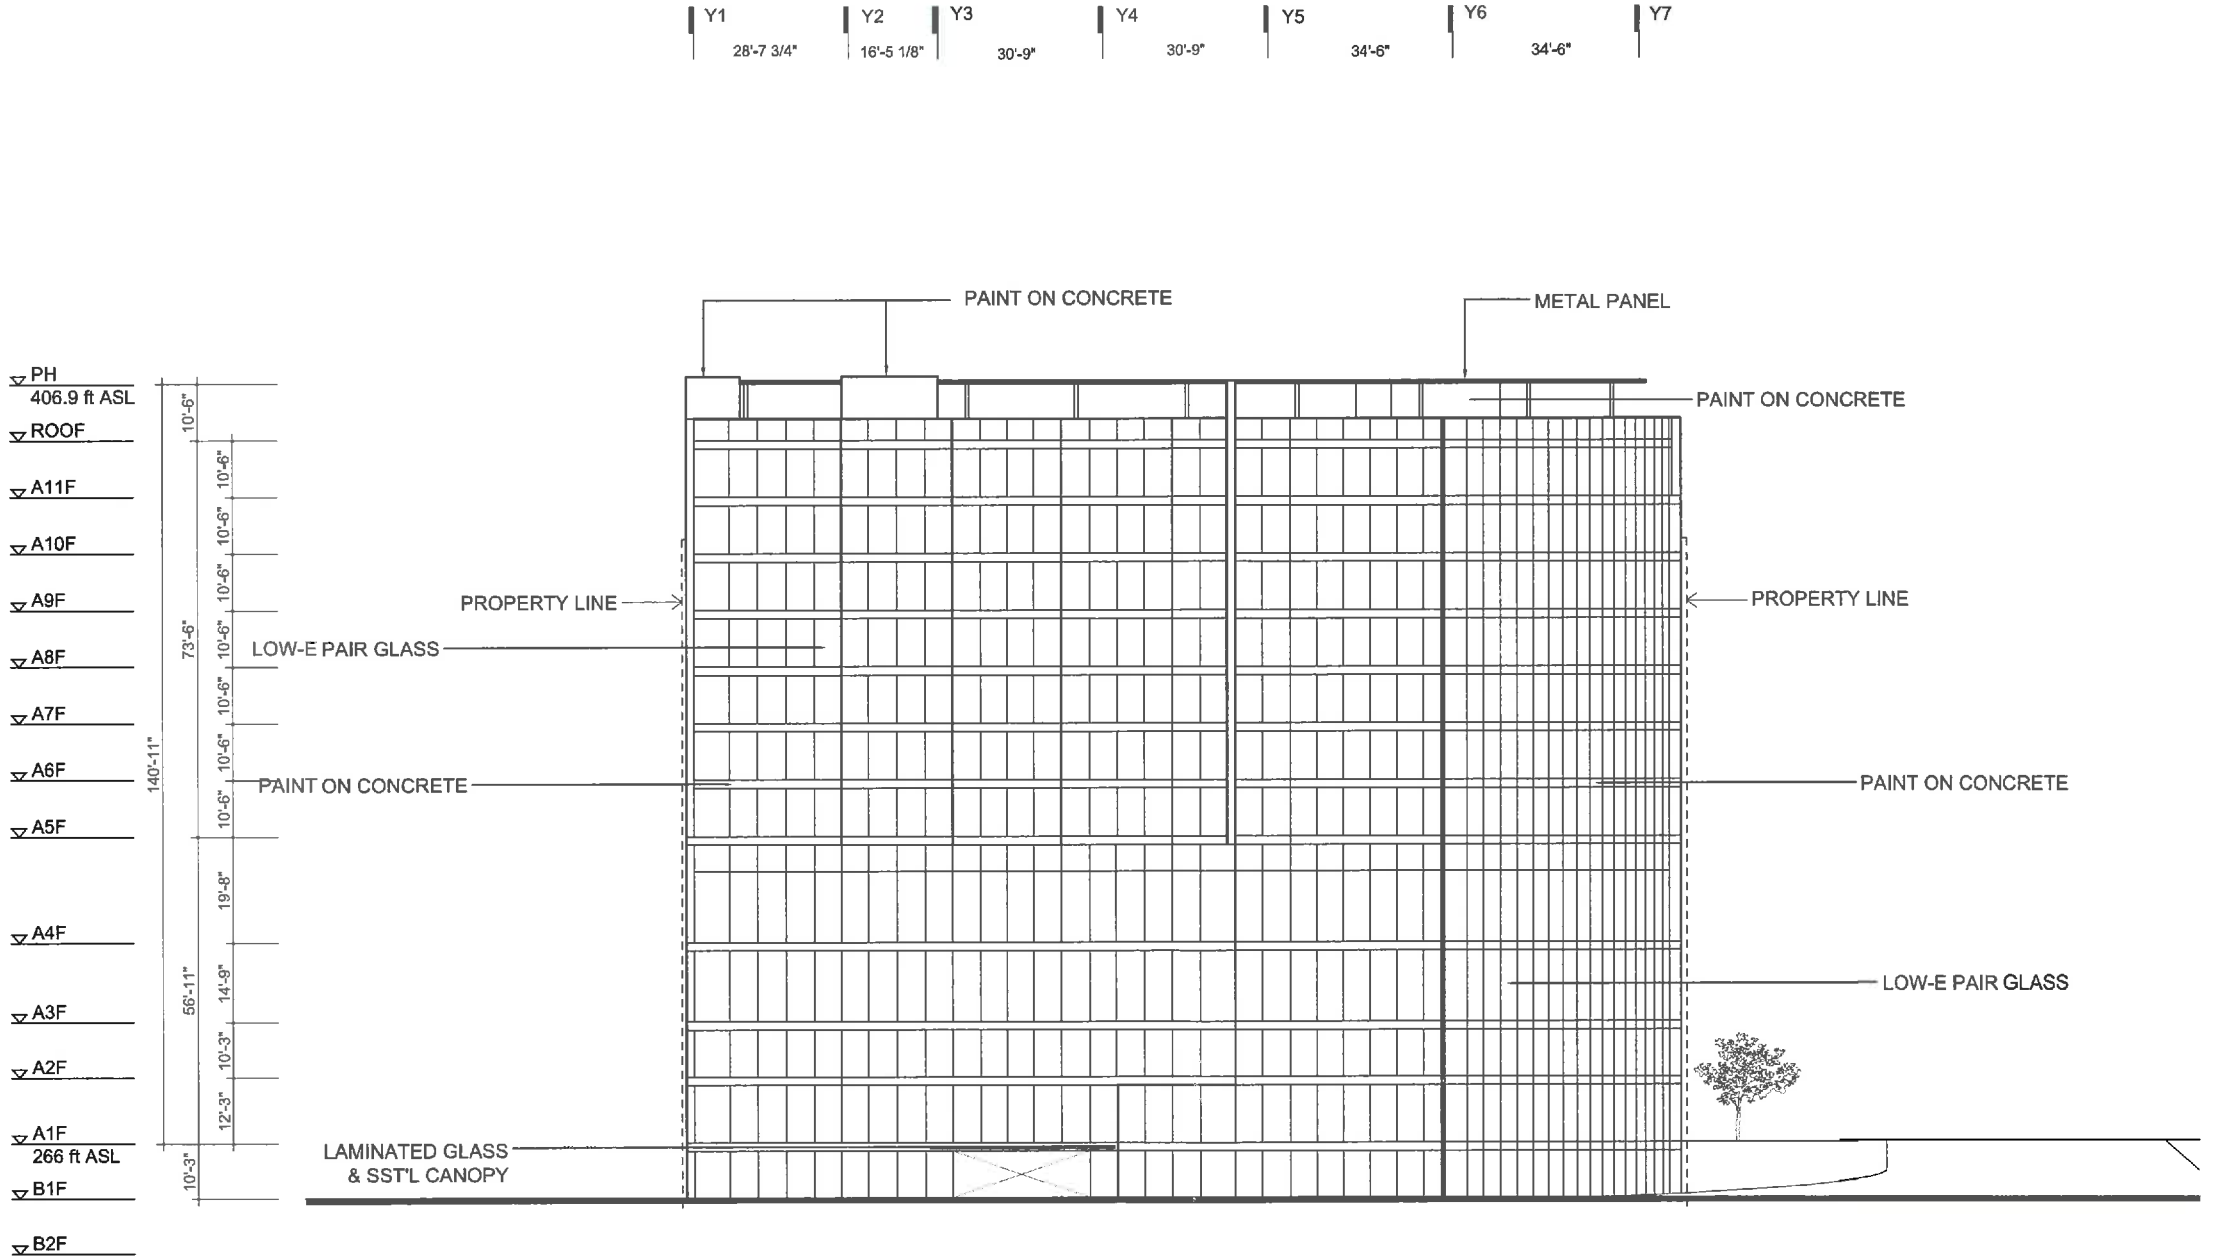 Y1 Y2 Y3 Y4 Y5 Y6 Y7
28'-7 3/4" 16'-5 1/8" 30'-9" 30'-9" 34'-6" 34'-6"
PAINT ON CONCRETE
METAL PANEL
PH
406.9 ft ASL
PAINT ON CONCRETE
10'-6"
ROOF
10'-6"
A11F
10'-6"
A10F
10'-6"
A9F
PROPERTY LINE
PROPERTY LINE
73'-6"
10'-6"
LOW-E PAIR GLASS
A8F
10'-6"
A7F
140'-11"
10'-6"
A6F
PAINT ON CONCRETE
PAINT ON CONCRETE
10'-6"
A5F
19'-8"
A4F
56'-11"
14'-9"
LOW-E PAIR GLASS
A3F
10'-3"
A2F
12'-3"
A1F
266 ft ASL
LAMINATED GLASS
& SST'L CANOPY
10'-3"
B1F
B2F